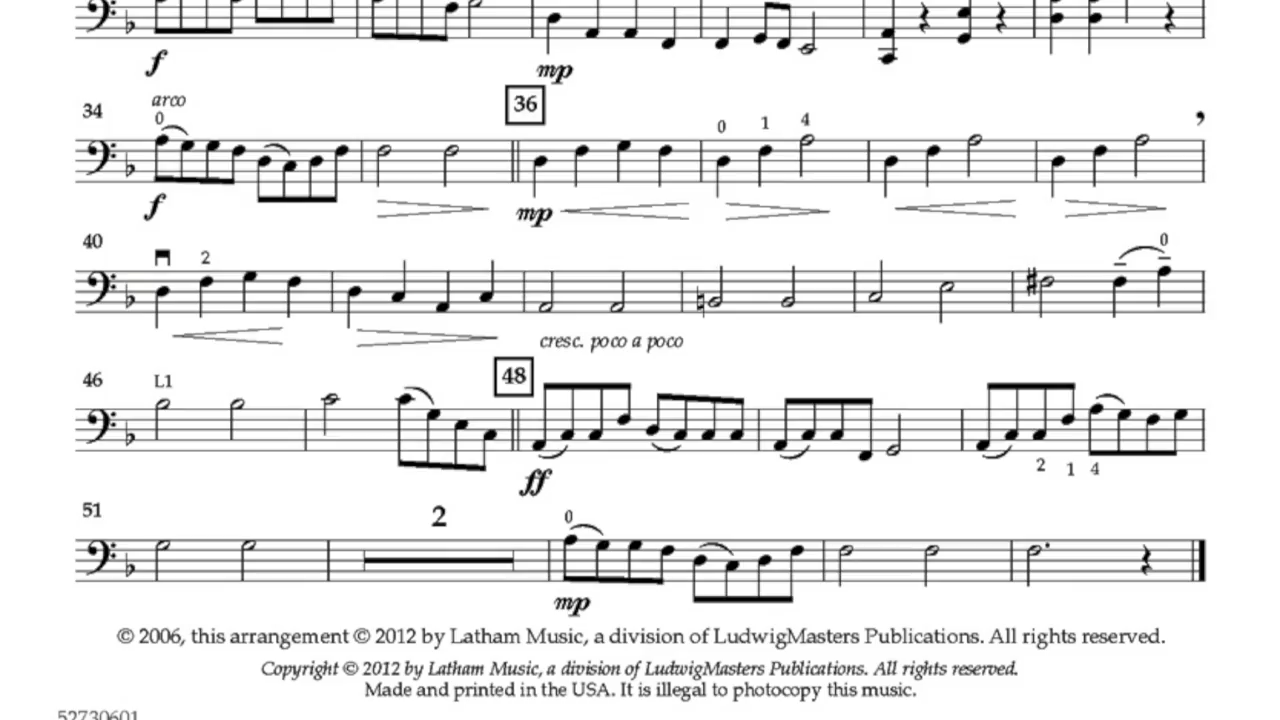 f mp
34 arco 36
0 0 1 4
f mp
40 2 0
cresc. poco a poco
46 L1 48
ff 2 1 4
51 2 0
mp
© 2006, this arrangement © 2012 by Latham Music, a division of LudwigMasters Publications. All rights reserved.
Copyright © 2012 by Latham Music, a division of LudwigMasters Publications. All rights reserved.
Made and printed in the USA. It is illegal to photocopy this music.
52730601